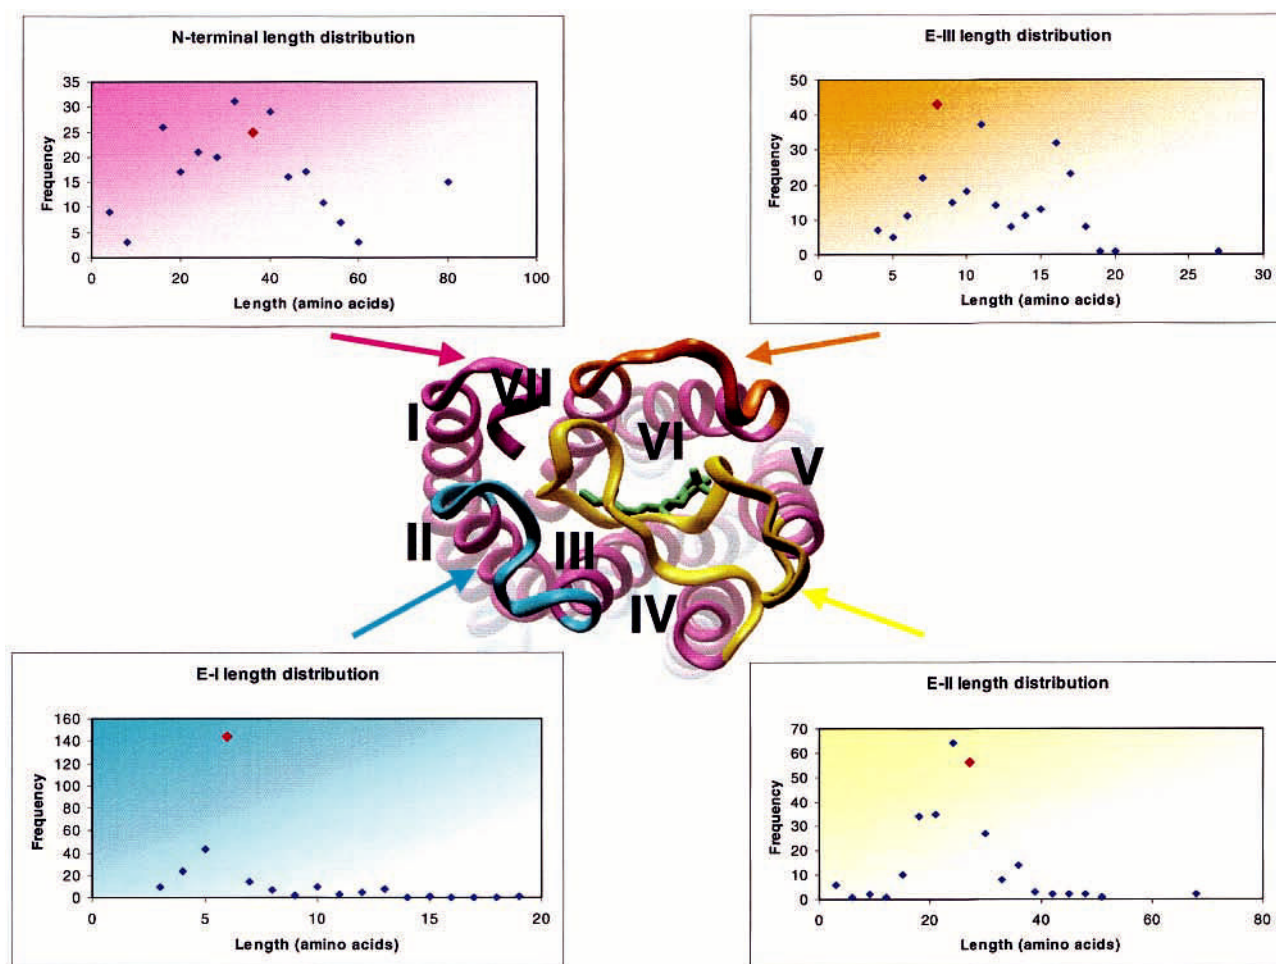 N-terminal length distribution
35
30
25
20
15
10
5
0
Frequency
0 20 40 60 80 100
Length (amino acids)
E-III length distribution
50
40
30
20
10
0
Frequency
0 5 10 15 20 25 30
Length (amino acids)
VII
I
VI
V
II
III
IV
E-I length distribution
160
140
120
100
80
60
40
20
0
Frequency
0 5 10 15 20
Length (amino acids)
E-II length distribution
70
60
50
40
30
20
10
0
Frequency
0 20 40 60 80
Length (amino acids)